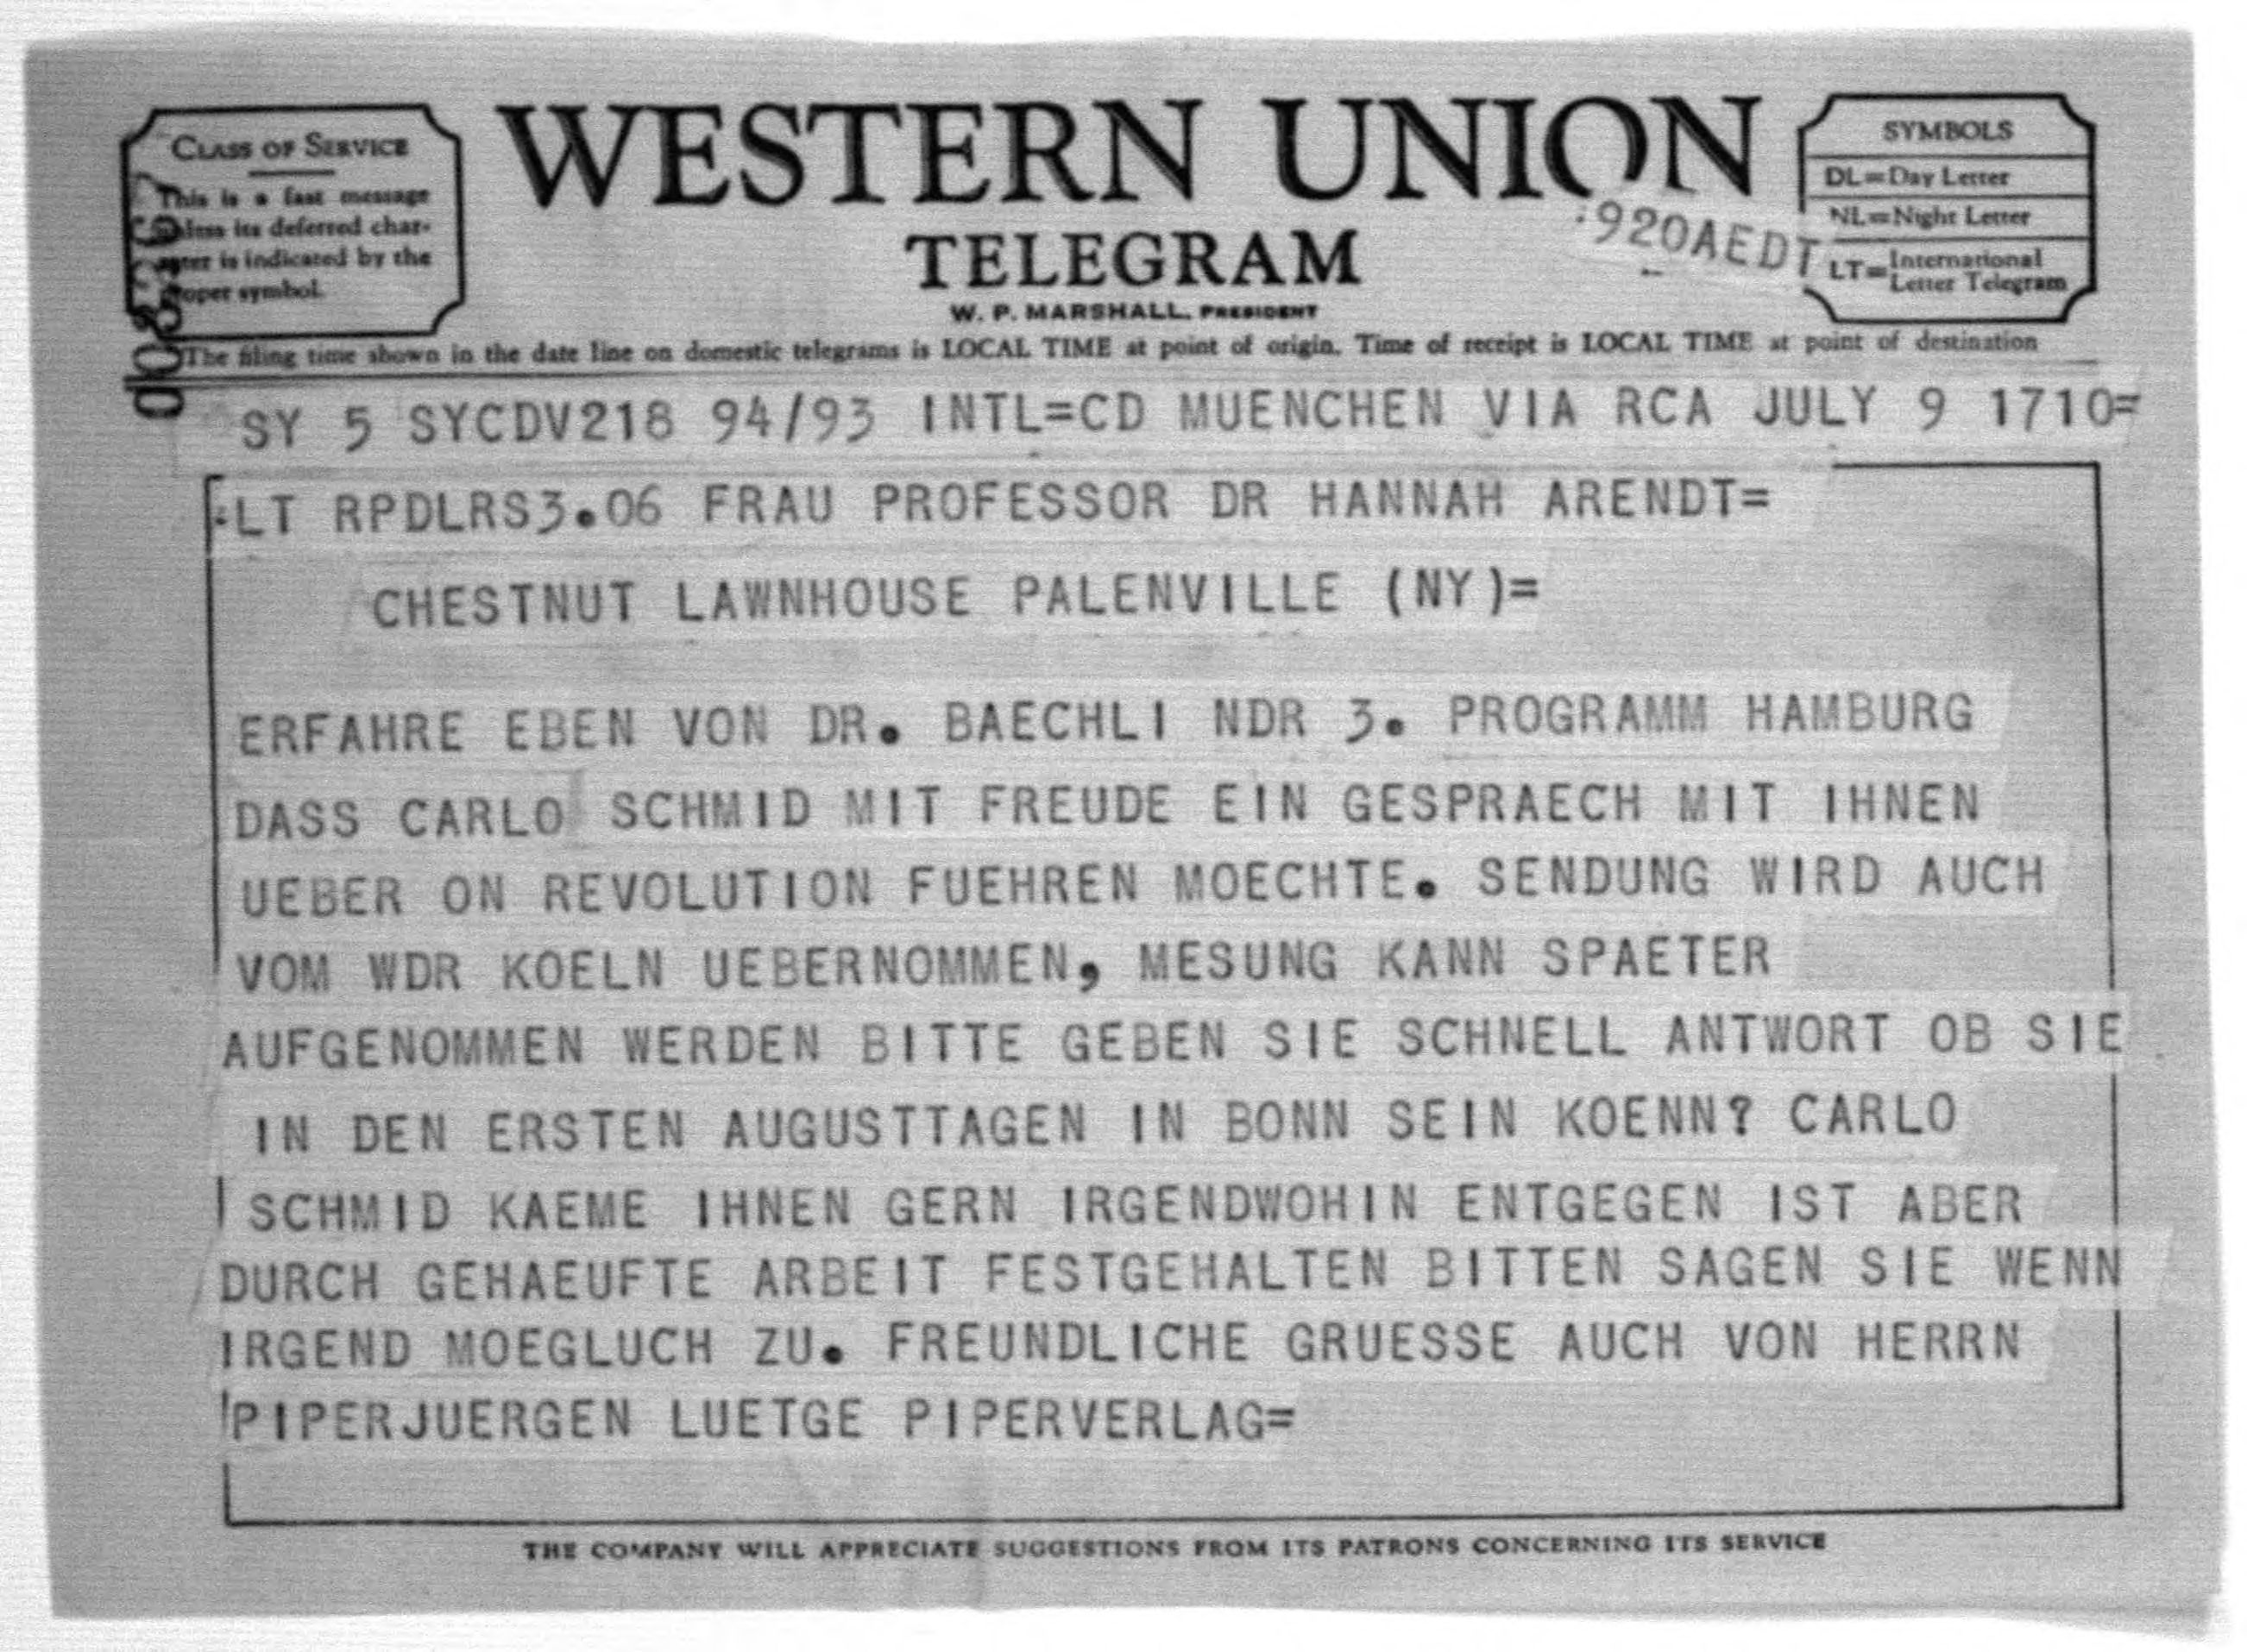 CLASS OF SERVICE
This is a fast message
unless its deferred char-
acter is indicated by the
proper symbol.
WESTERN UNION
TELEGRAM
W. P. MARSHALL, PRESIDENT
920AEDT
SYMBOLS
DL=Day Letter
NL=Night Letter
LT=International Letter Telegram
The filing time shown in the date line on domestic telegrams is LOCAL TIME at point of origin. Time of receipt is LOCAL TIME at point of destination
SY 5 SYCDV218 94/93 INTL=CD MUENCHEN VIA RCA JULY 9 1710=
LT RPDLRS3.06 FRAU PROFESSOR DR HANNAH ARENDT=
CHESTNUT LAWNHOUSE PALENVILLE (NY)=
ERFAHRE EBEN VON DR. BAECHLI NDR 3. PROGRAMM HAMBURG
DASS CARLO SCHMID MIT FREUDE EIN GESPRAECH MIT IHNEN
UEBER ON REVOLUTION FUEHREN MOECHTE. SENDUNG WIRD AUCH
VOM WDR KOELN UEBERNOMMEN, MESUNG KANN SPAETER
AUFGENOMMEN WERDEN BITTE GEBEN SIE SCHNELL ANTWORT OB SIE
IN DEN ERSTEN AUGUSTTAGEN IN BONN SEIN KOENN? CARLO
SCHMID KAEME IHNEN GERN IRGENDWOHIN ENTGEGEN IST ABER
DURCH GEHAEUFTE ARBEIT FESTGEHALTEN BITTEN SAGEN SIE WENN
IRGEND MOEGLUCH ZU. FREUNDLICHE GRUESSE AUCH VON HERRN
PIPERJUERGEN LUETGE PIPERVERLAG=
THE COMPANY WILL APPRECIATE SUGGESTIONS FROM ITS PATRONS CONCERNING ITS SERVICE